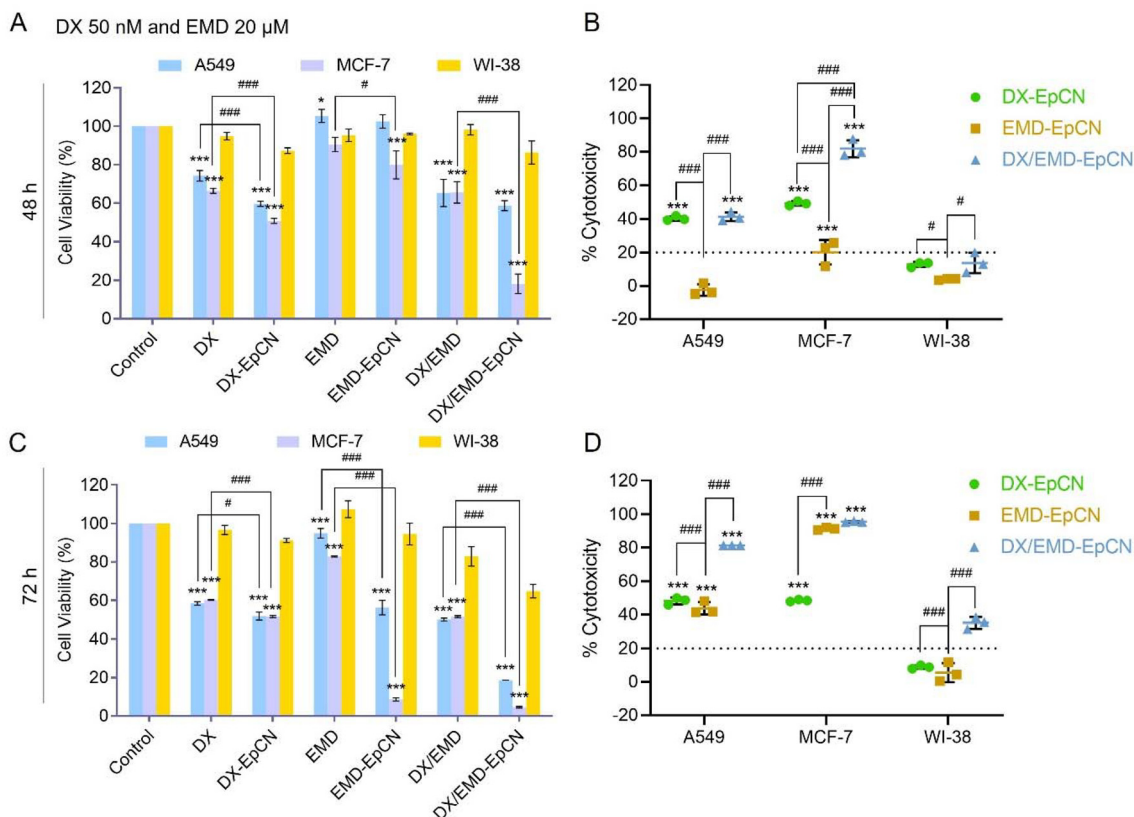 A DX 50 nM and EMD 20 µM
A549 MCF-7 WI-38
48 h
Cell Viability (%)
120
100
80
60
40
20
0
### ### # ###
* *** *** *** *** *** *** *** *** ***
Control DX DX-EpCN EMD EMD-EpCN DX/EMD DX/EMD-EpCN
B
% Cytotoxicity
120
100
80
60
40
20
0
-20
DX-EpCN
EMD-EpCN
DX/EMD-EpCN
### ### ### ### ### # #
*** *** *** *** ***
A549 MCF-7 WI-38
C
A549 MCF-7 WI-38
72 h
Cell Viability (%)
120
100
80
60
40
20
0
### # ### ### ### ###
*** *** *** *** *** *** *** *** *** *** ***
Control DX DX-EpCN EMD EMD-EpCN DX/EMD DX/EMD-EpCN
D
% Cytotoxicity
120
100
80
60
40
20
0
-20
DX-EpCN
EMD-EpCN
DX/EMD-EpCN
### ### ### ### ###
*** *** *** *** *** ***
A549 MCF-7 WI-38